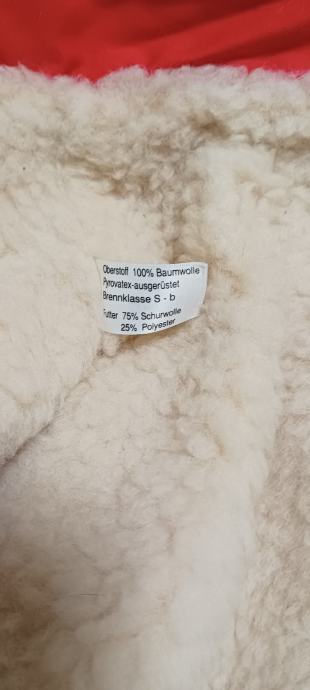 Oberstoff 100% Baumwolle
Pyrovatex-ausgerüstet
Brennklasse S - b
Futter 75% Schurwolle
25% Polyester